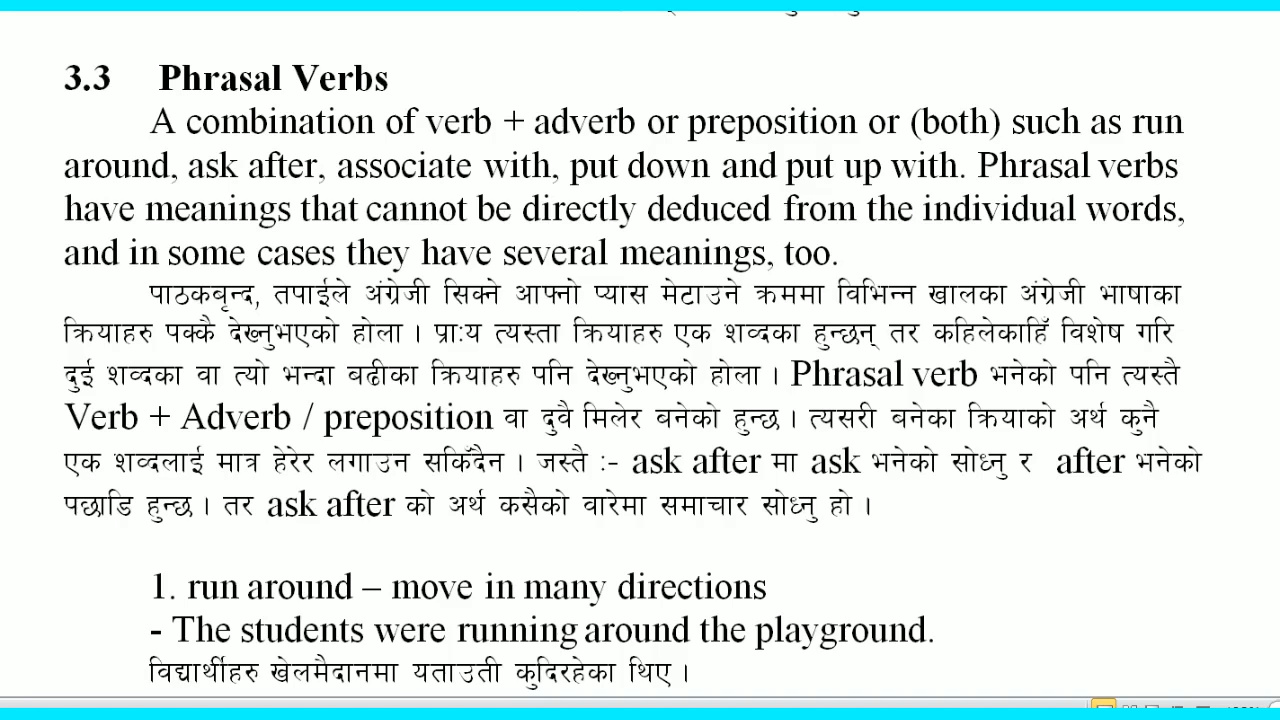 3.3 Phrasal Verbs
A combination of verb + adverb or preposition or (both) such as run
around, ask after, associate with, put down and put up with. Phrasal verbs
have meanings that cannot be directly deduced from the individual words,
and in some cases they have several meanings, too.
पाठकबृन्द, तपाईले अंग्रेजी सिक्ने आफ्नो प्यास मेटाउने क्रममा विभिन्न खालका अंग्रेजी भाषाका
क्रियाहरु पक्कै देख्नुभएको होला । प्राःय त्यस्ता क्रियाहरु एक शव्दका हुन्छन् तर कहिलेकाहिँ विशेष गरि
दुई शव्दका वा त्यो भन्दा बढीका क्रियाहरु पनि देख्नुभएको होला । Phrasal verb भनेको पनि त्यस्तै
Verb + Adverb / preposition वा दुवै मिलेर बनेको हुन्छ । त्यसरी बनेका क्रियाको अर्थ कुनै
एक शव्दलाई मात्र हेरेर लगाउन सकिँदैन । जस्तै :- ask after मा ask भनेको सोध्नु र after भनेको
पछाडि हुन्छ । तर ask after को अर्थ कसैको वारेमा समाचार सोध्नु हो ।
1. run around – move in many directions
- The students were running around the playground.
विद्यार्थीहरु खेलमैदानमा यताउती कुदिरहेका थिए ।